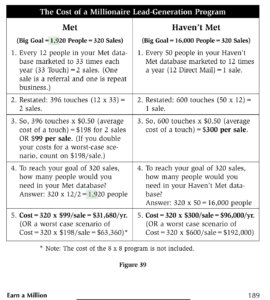 The Cost of a Millionaire Lead-Generation Program
Met
(Big Goal = 1,920 People = 320 Sales)
1. Every 12 people in your Met data-
base marketed to 33 times each
year (33 Touch) = 2 sales. (One
sale is a referral and one is repeat
business.)
2. Restated: 396 touches (12 x 33) =
2 sales.
3. So, 396 touches x $0.50 (average
cost of a touch) = $198 for 2 sales
OR $99 per sale. (If you double
your costs for a worst-case sce-
nario, count on $198/sale.)
4. To reach your goal of 320 sales,
how many people would you
need in your Met database?
Answer: 320 x 12/2 = 1,920 people
5. Cost = 320 x $99/sale = $31,680/yr.
(OR a worst case scenario of
Cost = 320 x $198/sale = $63,360)*
Haven't Met
(Big Goal = 16,000 People = 320 Sales)
1. Every 50 people in your Haven't
Met database marketed to 12 times
a year (12 Direct Mail) = 1 sale.
2. Restated: 600 touches (50 x 12) =
1 sale.
3. So, 600 touches x $0.50 (average
cost of a touch) = $300 per sale.
4. To reach your goal of 320 sales,
how many people would you
need in your Haven't Met data-
base?
Answer: 320 x 50 = 16,000 people
5. Cost = 320 x $300/sale = $96,000/yr.
(OR a worst case scenario of
Cost = 320 x $600/sale = $192,000)
* Note: The cost of the 8 x 8 program is not included.
Figure 39
Earn a Million
189